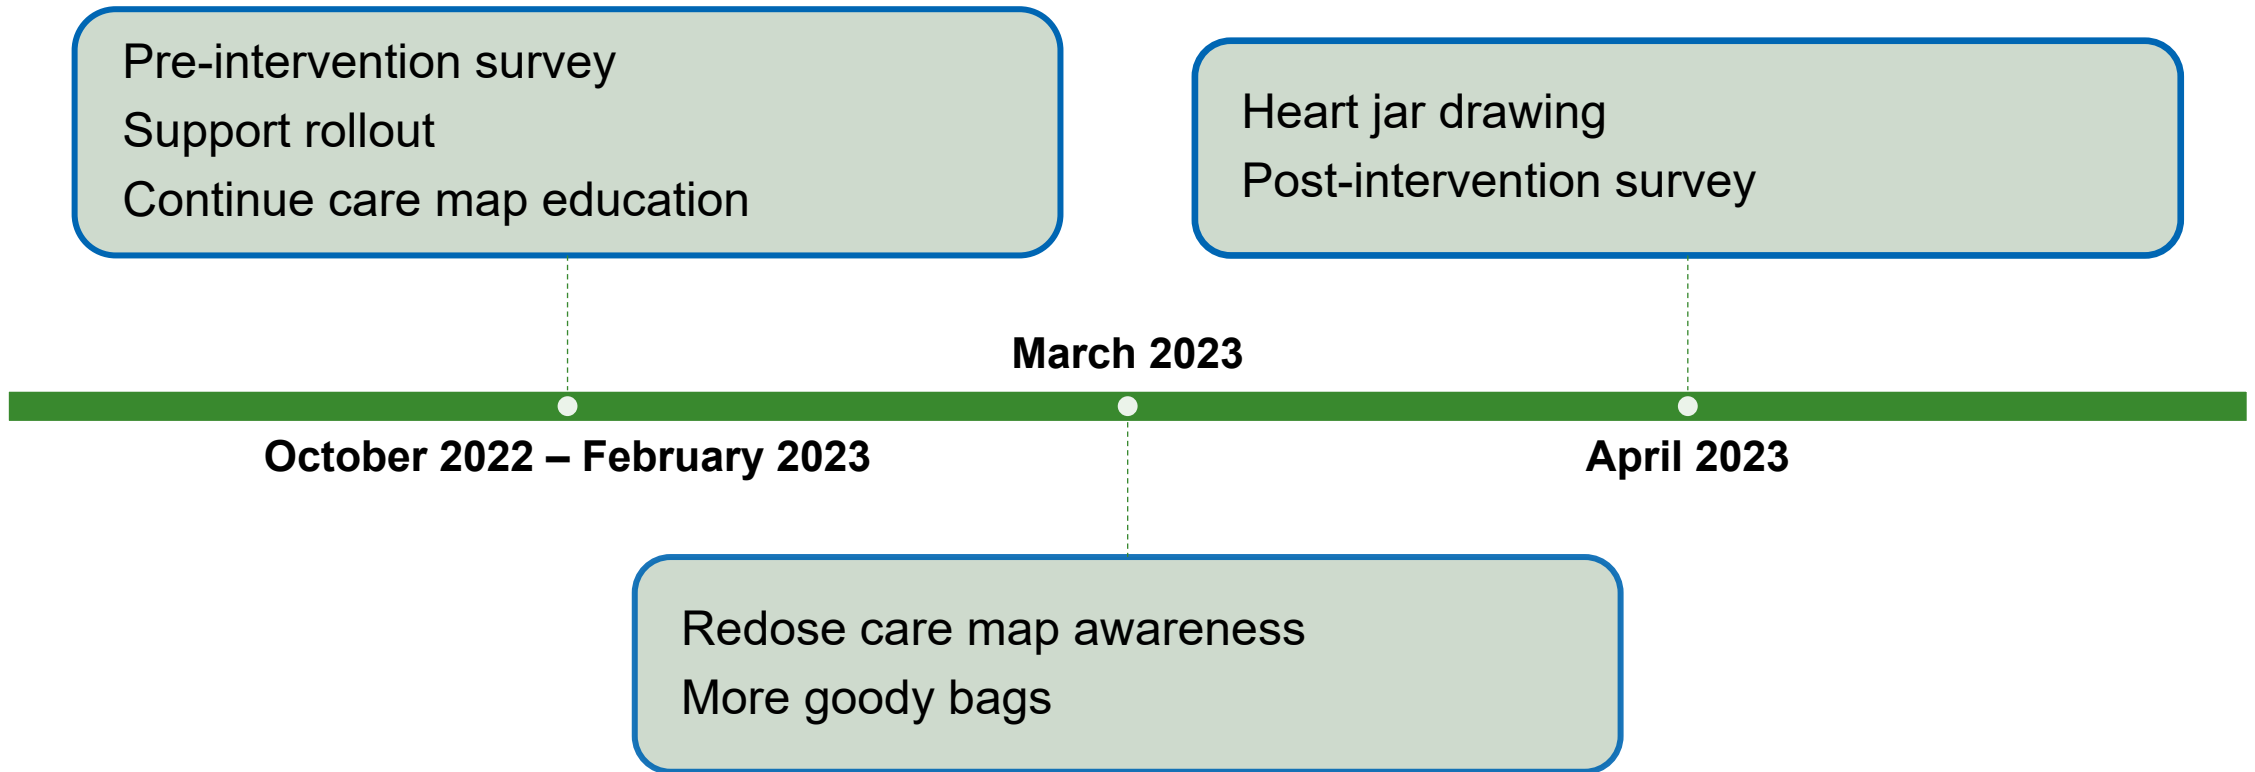 Pre-intervention survey
Support rollout
Continue care map education
Heart jar drawing
Post-intervention survey
March 2023
October 2022 – February 2023
April 2023
Redose care map awareness
More goody bags